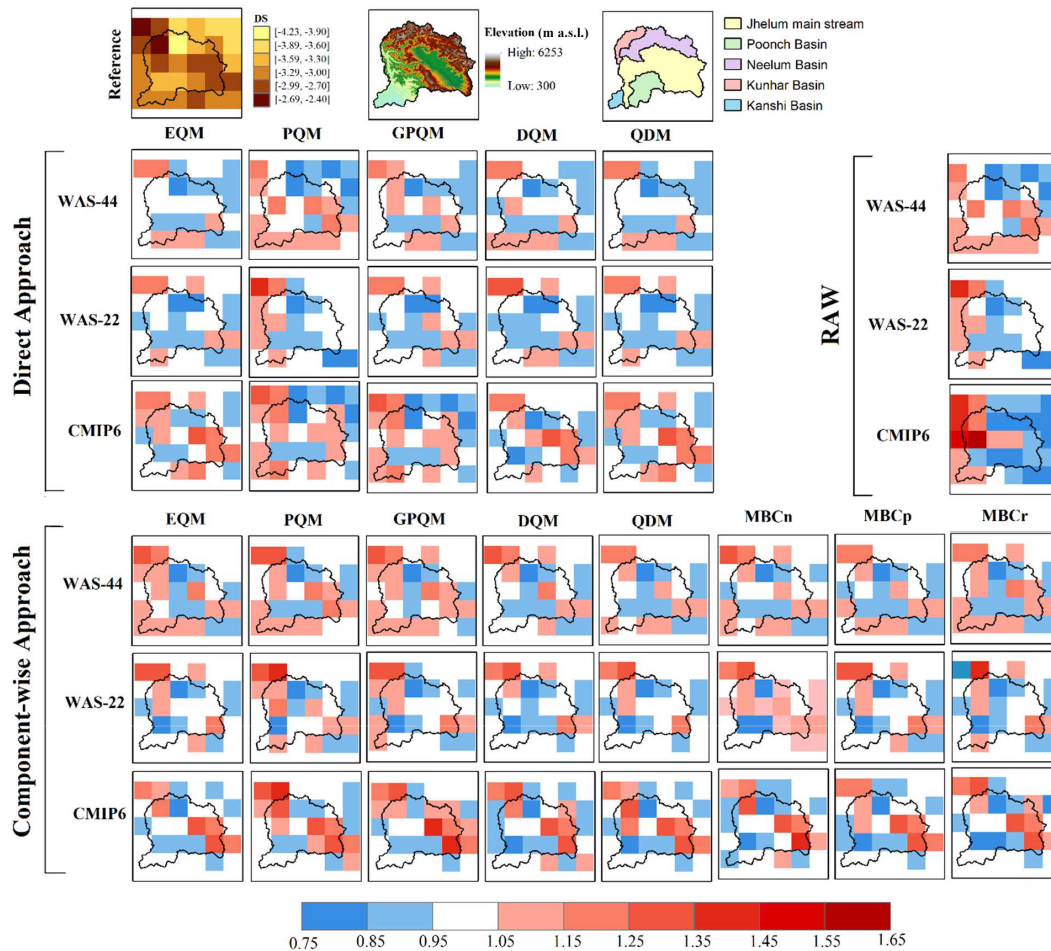 Reference
DS
[-4.23, -3.90]
[-3.89, -3.60]
[-3.59, -3.30]
[-3.29, -3.00]
[-2.99, -2.70]
[-2.69, -2.40]
Elevation (m a.s.l.)
High: 6253
Low: 300
Jhelum main stream
Poonch Basin
Neelum Basin
Kunhar Basin
Kanshi Basin
EQM PQM GPQM DQM QDM
Direct Approach
WAS-44
WAS-22
CMIP6
RAW
WAS-44
WAS-22
CMIP6
EQM PQM GPQM DQM QDM MBCn MBCp MBCr
Component-wise Approach
WAS-44
WAS-22
CMIP6
0.75 0.85 0.95 1.05 1.15 1.25 1.35 1.45 1.55 1.65